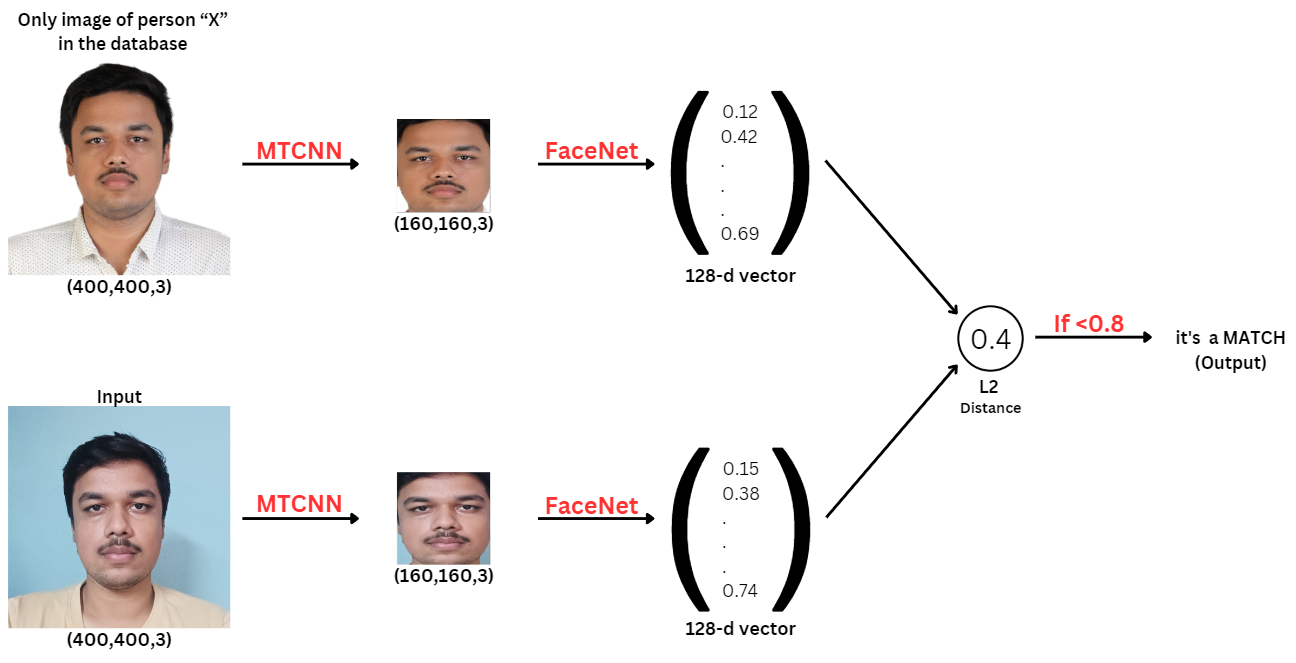 Only image of person “X”
in the database
MTCNN
(400,400,3)
(160,160,3)
FaceNet
0.12
0.42
.
.
.
0.69
128-d vector
Input
MTCNN
(400,400,3)
(160,160,3)
FaceNet
0.15
0.38
.
.
.
0.74
128-d vector
0.4
L2
Distance
If <0.8
it's a MATCH
(Output)